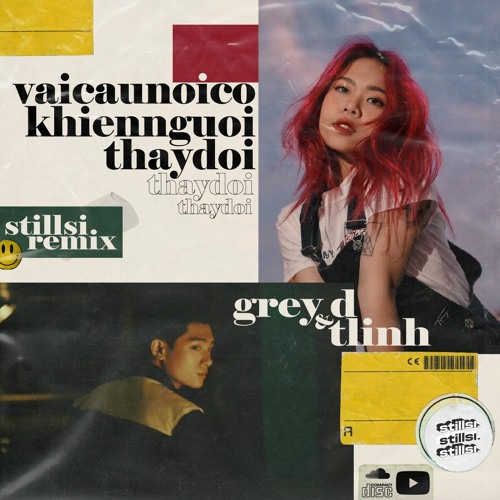 vaicaunoico
khiennguoi
thaydoi
thaydoi
thaydoi
stillsi
remix
grey d
&
tlinh
CE
stillsi.
stillsi.
stillsi.
COMPACT
disc